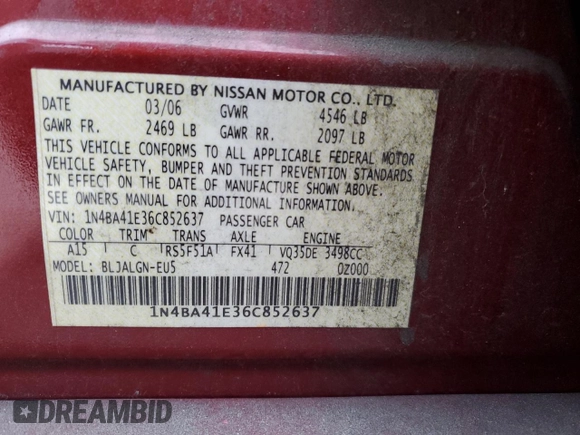 MANUFACTURED BY NISSAN MOTOR CO., LTD.
DATE 03/06 GVWR 4546 LB
GAWR FR. 2469 LB GAWR RR. 2097 LB
THIS VEHICLE CONFORMS TO ALL APPLICABLE FEDERAL MOTOR
VEHICLE SAFETY, BUMPER AND THEFT PREVENTION STANDARDS
IN EFFECT ON THE DATE OF MANUFACTURE SHOWN ABOVE.
SEE OWNERS MANUAL FOR ADDITIONAL INFORMATION.
VIN: 1N4BA41E36C852637 PASSENGER CAR
COLOR TRIM TRANS AXLE ENGINE
A15 C RS5F51A FX41 VQ35DE 3498CC
MODEL: BLJALGN-EU5 472 0Z000
1N4BA41E36C852637
DREAMBID